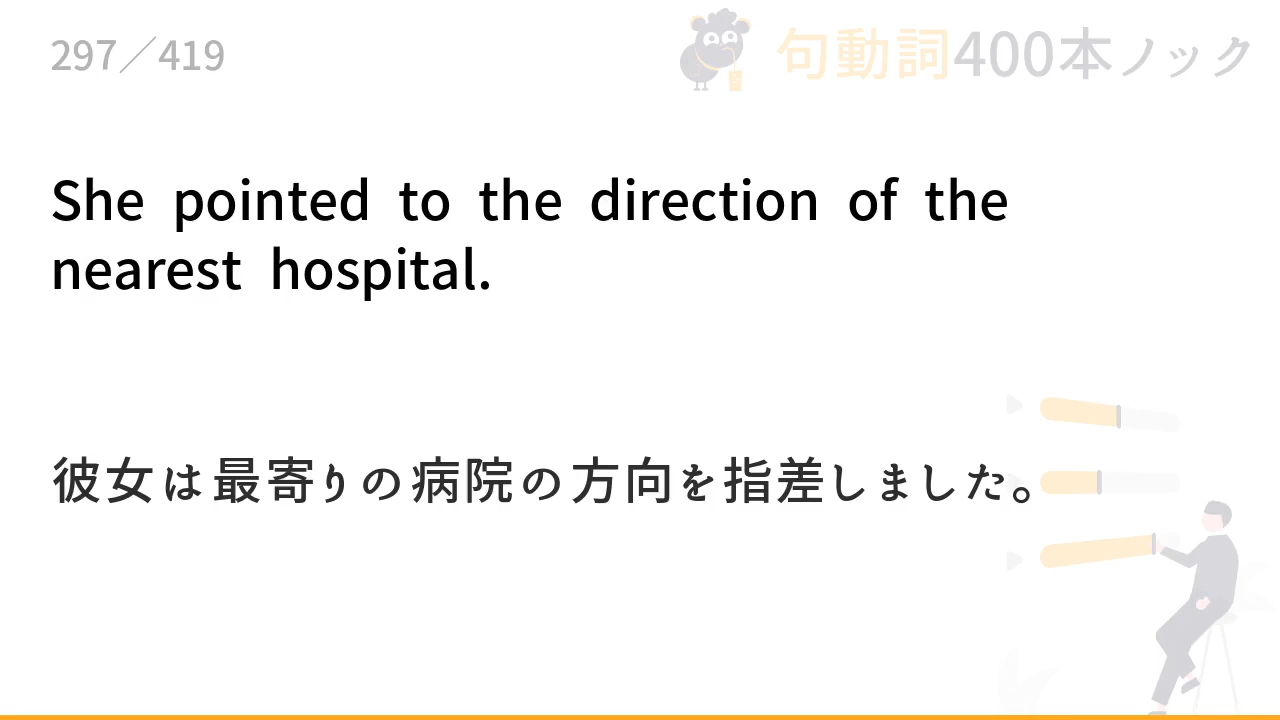 297／419
句動詞400本ノック
She pointed to the direction of the
nearest hospital.
彼女は最寄りの病院の方向を指差しました。